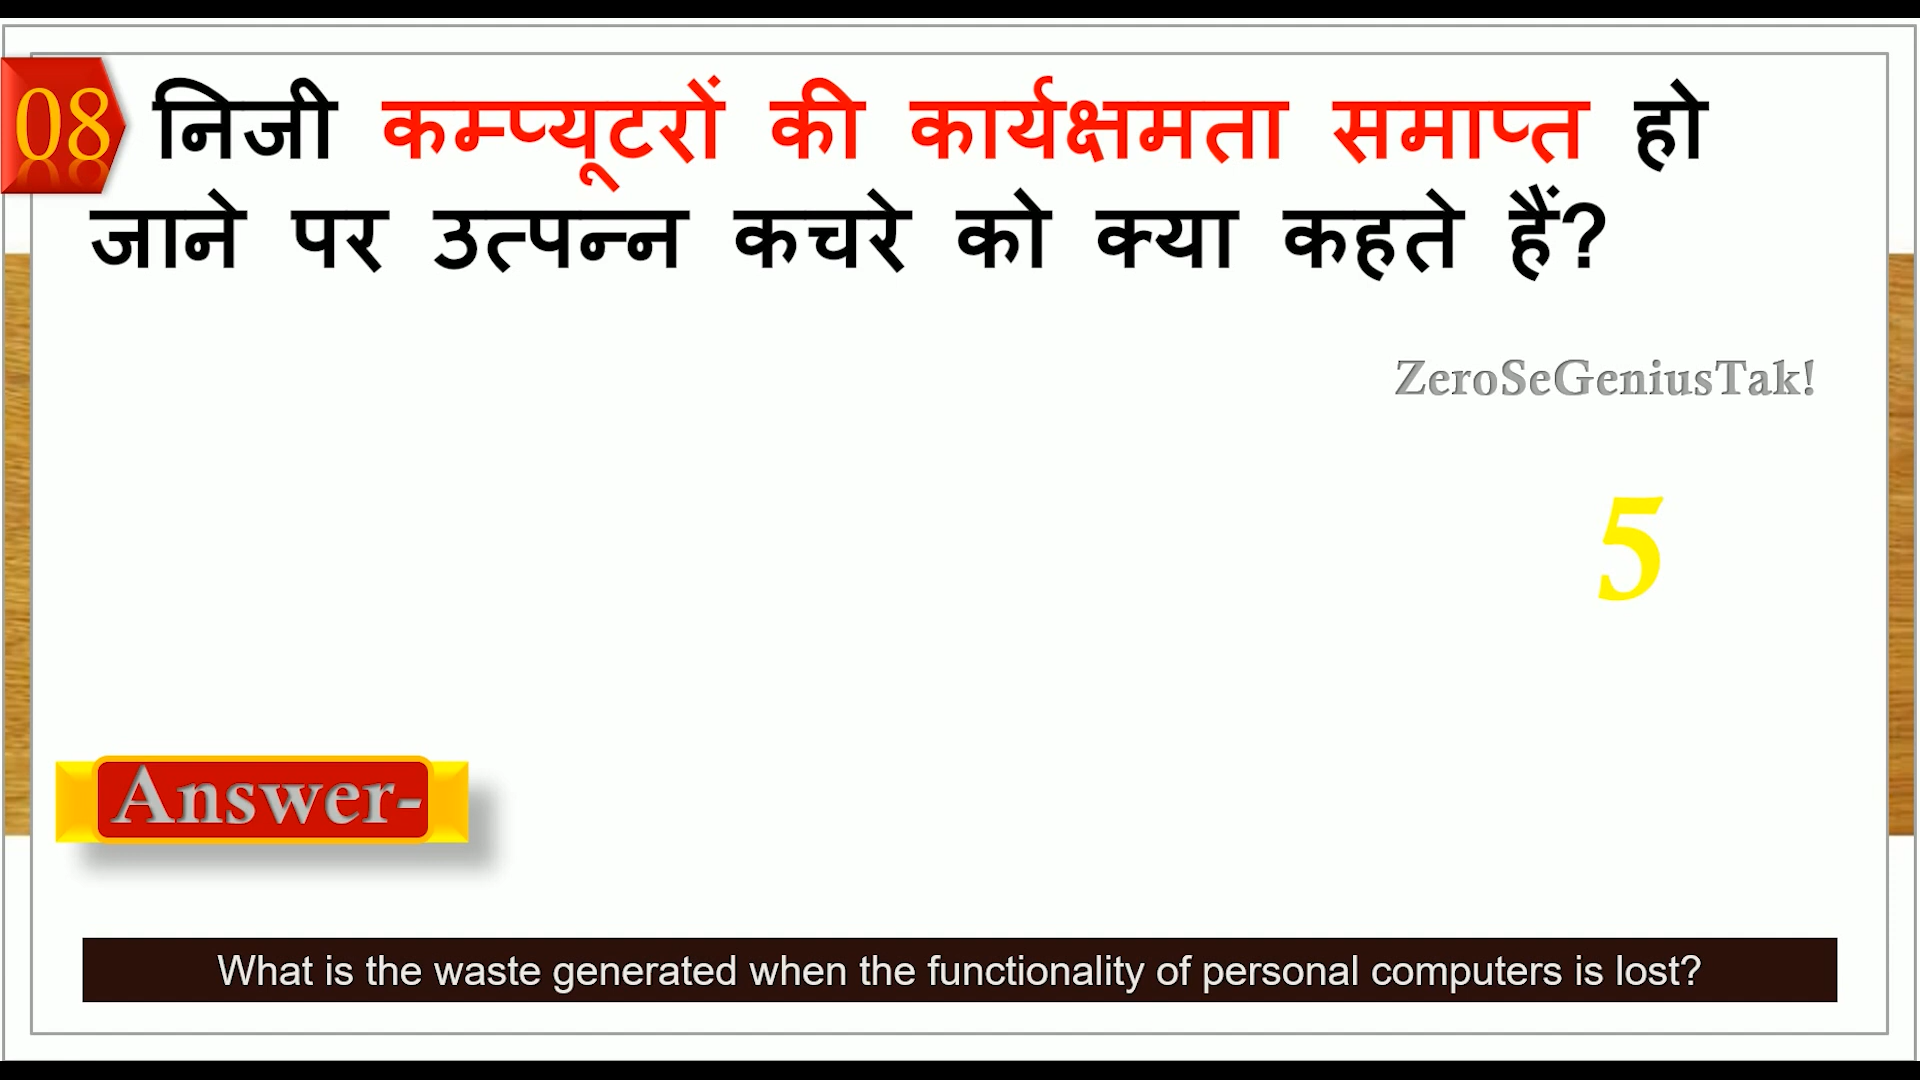 08 निजी कम्प्यूटरों की कार्यक्षमता समाप्त हो
जाने पर उत्पन्न कचरे को क्या कहते हैं?
ZeroSeGeniusTak!
5
Answer-
What is the waste generated when the functionality of personal computers is lost?